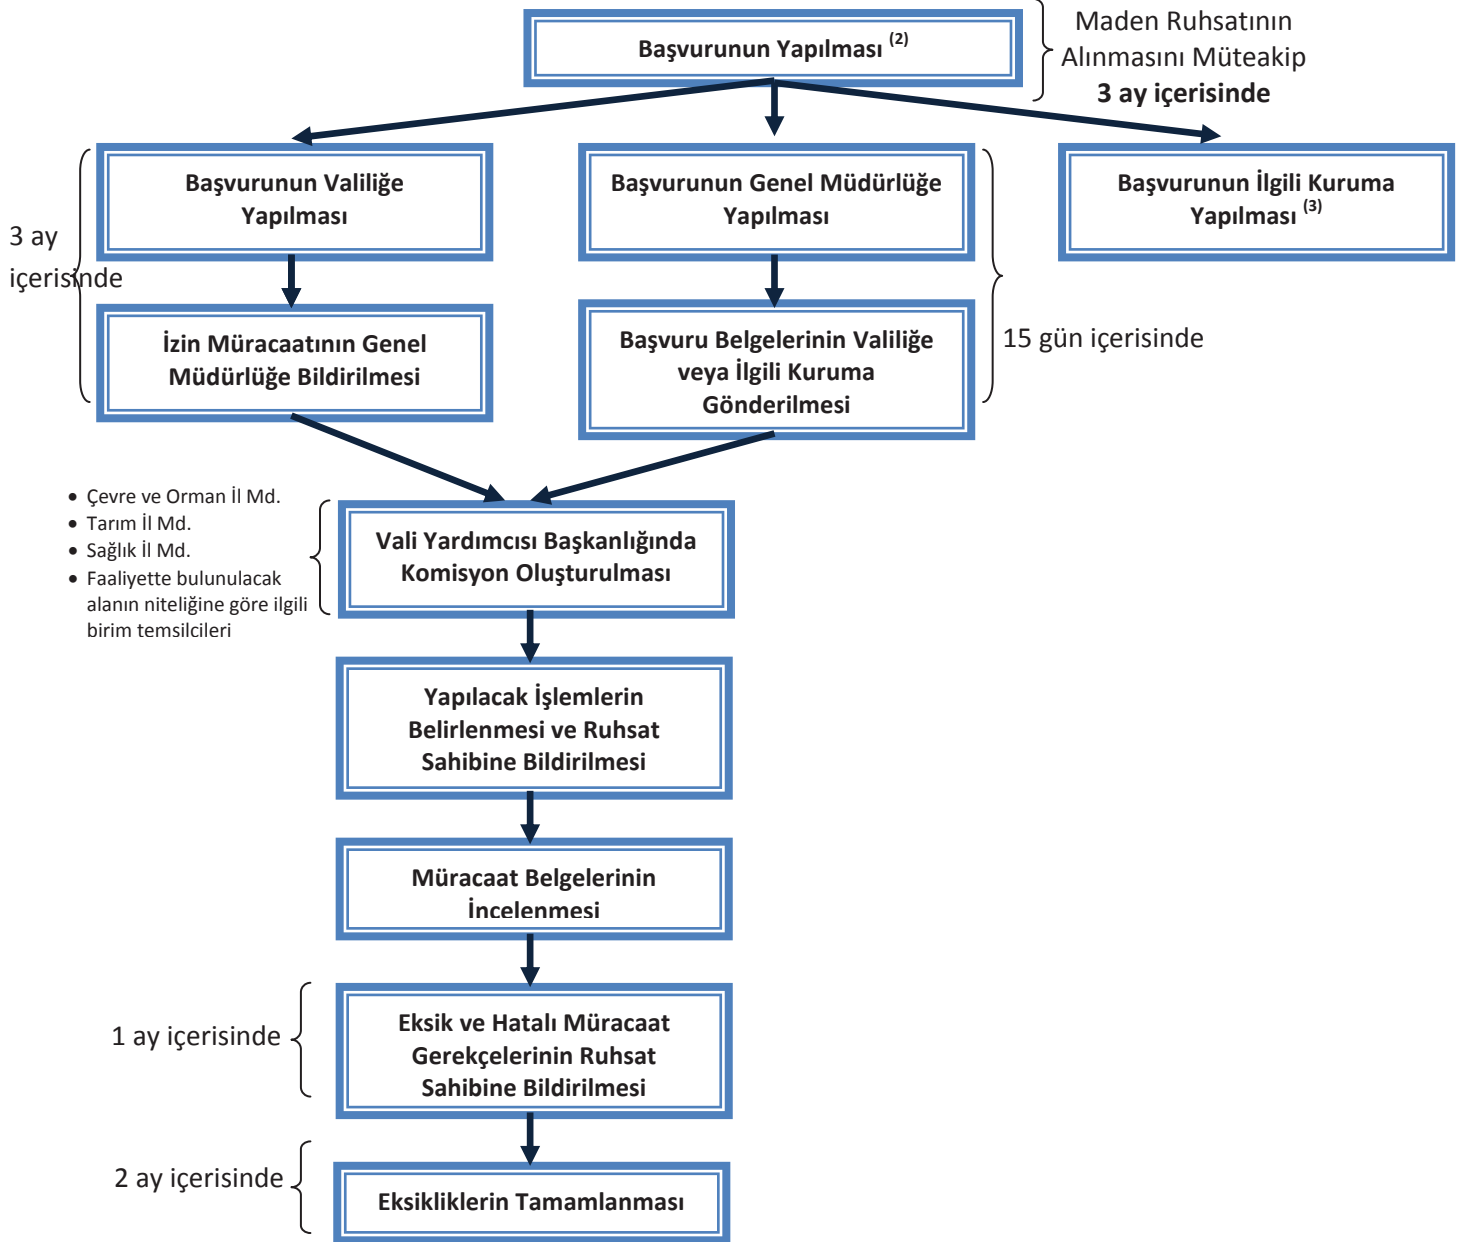 Başvurunun Yapılması (2)
Maden Ruhsatının
Alınmasını Müteakip
3 ay içerisinde
Başvurunun Valiliğe
Yapılması
Başvurunun Genel Müdürlüğe
Yapılması
Başvurunun İlgili Kuruma
Yapılması (3)
3 ay
içerisinde
İzin Müracaatının Genel
Müdürlüğe Bildirilmesi
Başvuru Belgelerinin Valiliğe
veya İlgili Kuruma
Gönderilmesi
15 gün içerisinde
• Çevre ve Orman İl Md.
• Tarım İl Md.
• Sağlık İl Md.
• Faaliyette bulunulacak
alanın niteliğine göre ilgili
birim temsilcileri
Vali Yardımcısı Başkanlığında
Komisyon Oluşturulması
Yapılacak İşlemlerin
Belirlenmesi ve Ruhsat
Sahibine Bildirilmesi
Müracaat Belgelerinin
İncelenmesi
1 ay içerisinde
Eksik ve Hatalı Müracaat
Gerekçelerinin Ruhsat
Sahibine Bildirilmesi
2 ay içerisinde
Eksikliklerin Tamamlanması